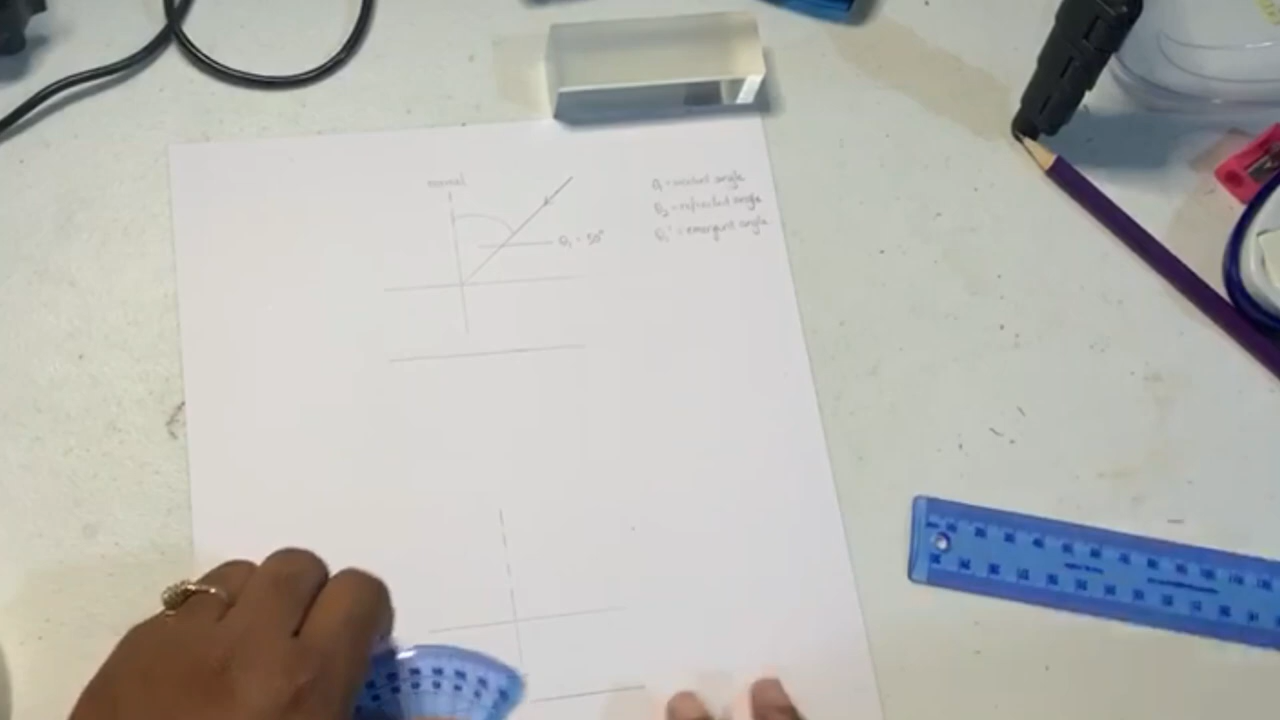 normal
θ₁ = incident angle
θ₂ = refracted angle
θ₁' = emergent angle
θ₁ = 50°